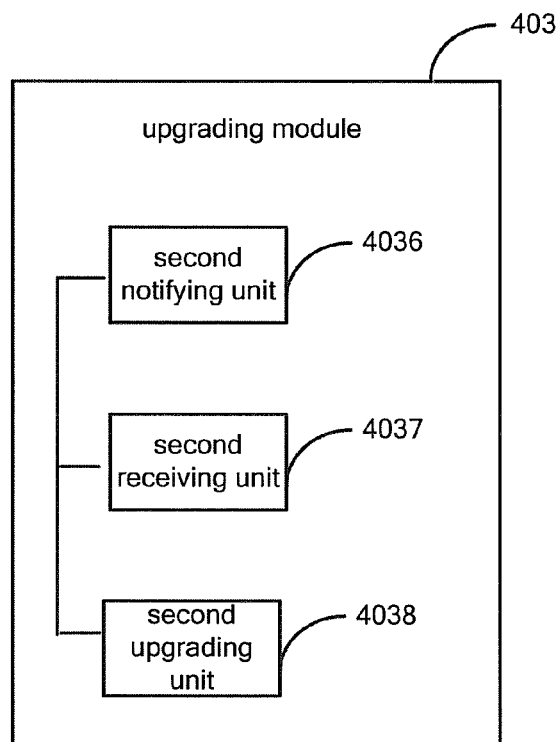 403
upgrading module
second
notifying unit
4036
second
receiving unit
4037
second
upgrading
unit
4038